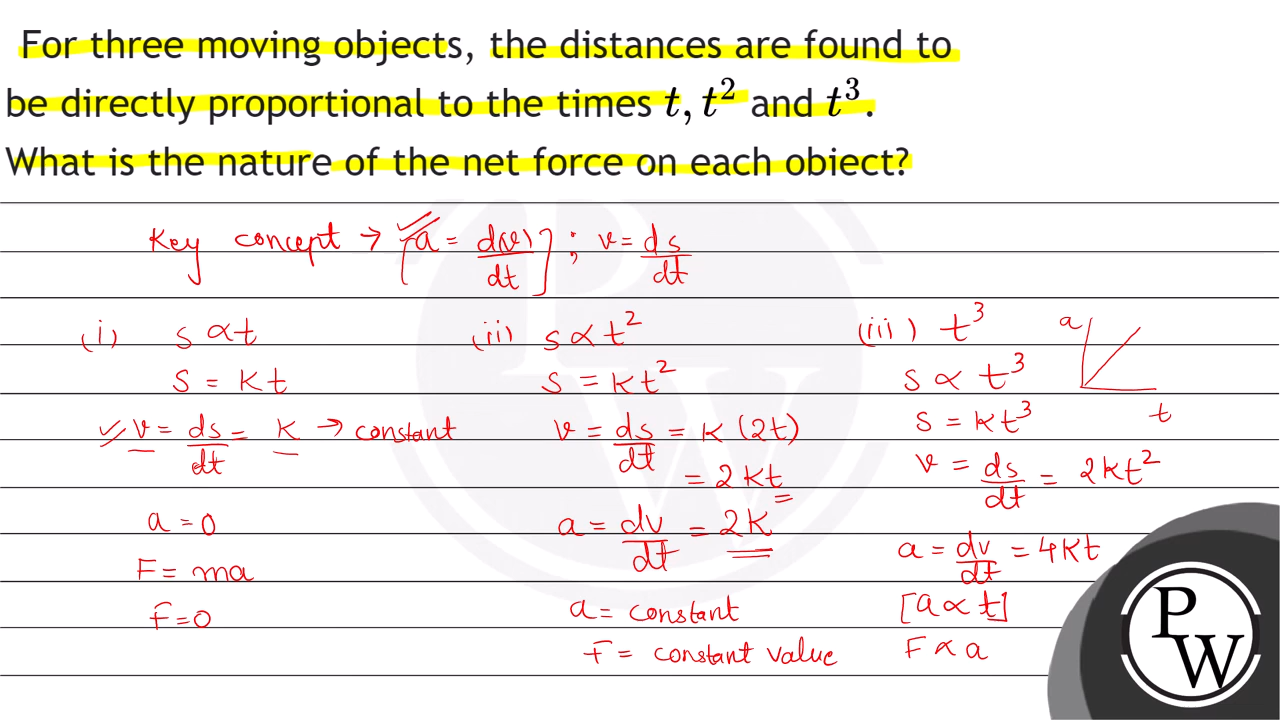 For three moving objects, the distances are found to
be directly proportional to the times t, t² and t³.
What is the nature of the net force on each object?
Key concept → [a = d(v)/dt] ; v = ds/dt
(i) s ∝ t
s = kt
v = ds/dt = k → constant
a = 0
F = ma
F = 0
(ii) s ∝ t²
s = kt²
v = ds/dt = k(2t)
= 2kt
a = dv/dt = 2k
a = constant
F = constant value
(iii) t³
s ∝ t³
s = kt³
v = ds/dt = 2kt²
a = dv/dt = 4kt
[a ∝ t]
F ∝ a
a
t
PW